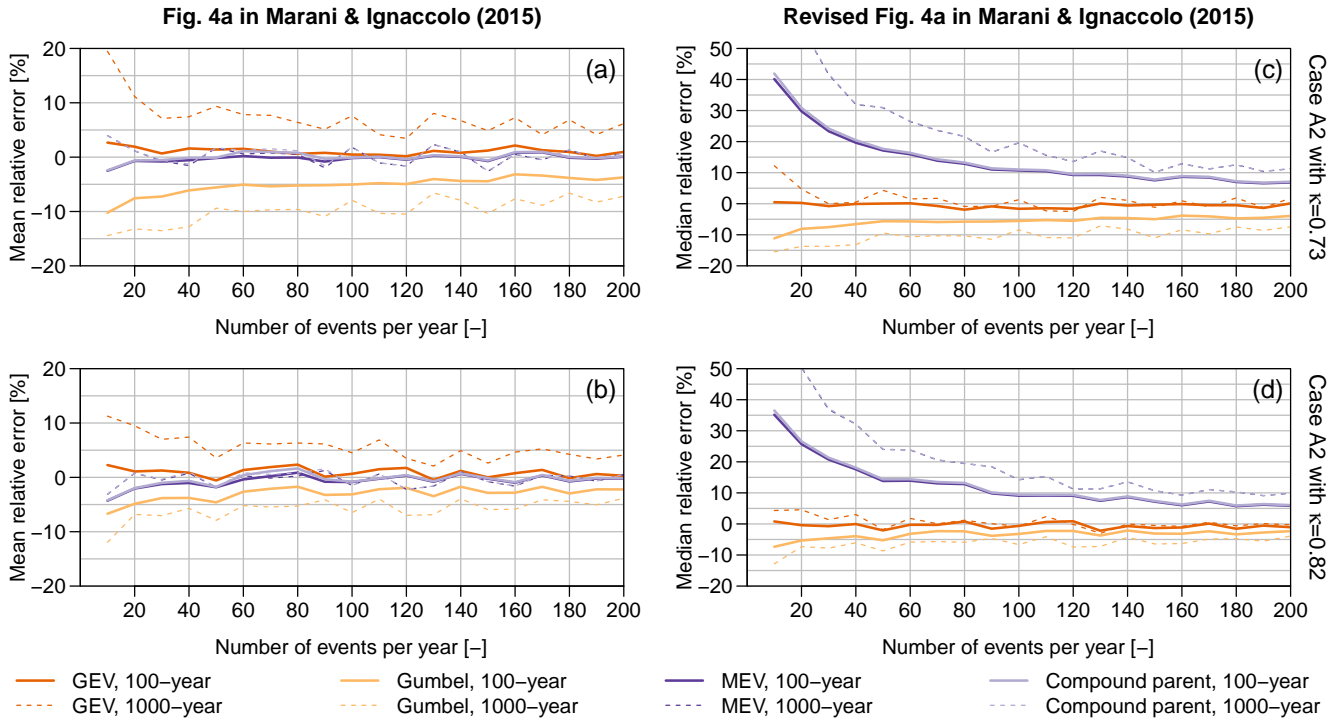 Fig. 4a in Marani & Ignaccolo (2015)
Revised Fig. 4a in Marani & Ignaccolo (2015)
Mean relative error [%]
20
10
0
−10
−20
(a)
20 40 60 80 100 120 140 160 180 200
Number of events per year [−]
Median relative error [%]
50
40
30
20
10
0
−10
−20
(c)
20 40 60 80 100 120 140 160 180 200
Number of events per year [−]
Case A2 with κ=0.73
Mean relative error [%]
20
10
0
−10
−20
(b)
20 40 60 80 100 120 140 160 180 200
Number of events per year [−]
Median relative error [%]
50
40
30
20
10
0
−10
−20
(d)
20 40 60 80 100 120 140 160 180 200
Number of events per year [−]
Case A2 with κ=0.82
GEV, 100−year
GEV, 1000−year
Gumbel, 100−year
Gumbel, 1000−year
MEV, 100−year
MEV, 1000−year
Compound parent, 100−year
Compound parent, 1000−year